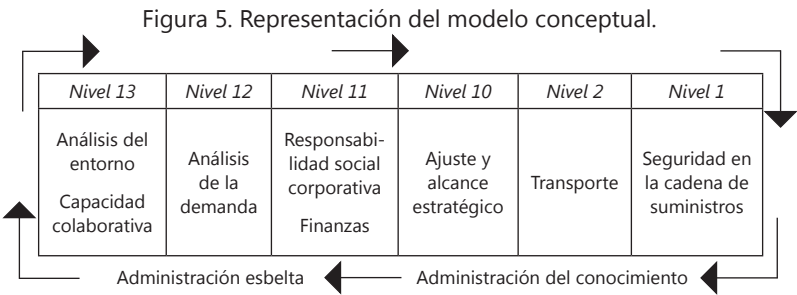 Figura 5. Representación del modelo conceptual.
Nivel 13
Nivel 12
Nivel 11
Nivel 10
Nivel 2
Nivel 1
Análisis del
entorno
Capacidad
colaborativa
Análisis
de la
demanda
Responsabi-
lidad social
corporativa
Finanzas
Ajuste y
alcance
estratégico
Transporte
Seguridad en
la cadena de
suministros
Administración esbelta
Administración del conocimiento